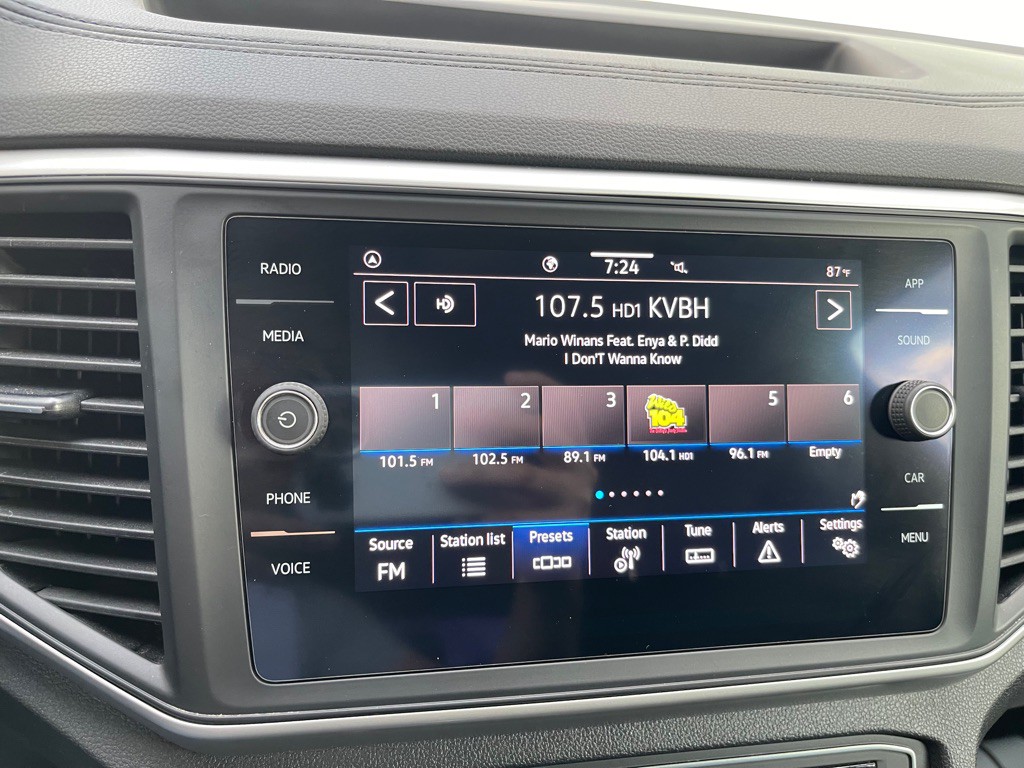 RADIO
MEDIA
PHONE
VOICE
7:24
87°F
107.5 HD1 KVBH
Mario Winans Feat. Enya & P. Didd
I Don'T Wanna Know
1
2
3
5
6
104
101.5 FM
102.5 FM
89.1 FM
104.1 HD1
96.1 FM
Empty
Source
FM
Station list
Presets
Station
Tune
Alerts
Settings
APP
SOUND
CAR
MENU